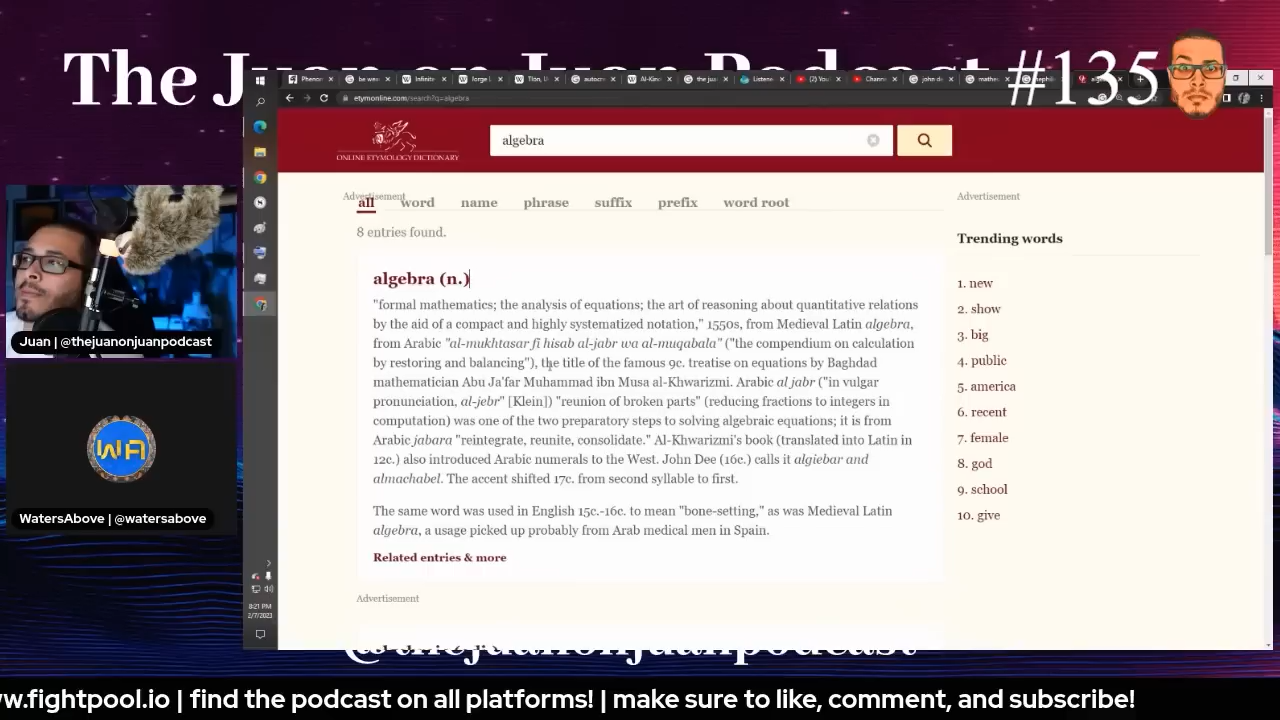 The Juan on Juan Podcast #135
etymonline.com/search?q=algebra
ONLINE ETYMOLOGY DICTIONARY
algebra
Advertisement
all word name phrase suffix prefix word root
8 entries found.
algebra (n.)
"formal mathematics; the analysis of equations; the art of reasoning about quantitative relations
by the aid of a compact and highly systematized notation," 1550s, from Medieval Latin algebra,
from Arabic "al-mukhtasar fi hisab al-jabr wa al-muqabala" ("the compendium on calculation
by restoring and balancing"), the title of the famous 9c. treatise on equations by Baghdad
mathematician Abu Ja'far Muhammad ibn Musa al-Khwarizmi. Arabic al jabr ("in vulgar
pronunciation, al-jebr" [Klein]) "reunion of broken parts" (reducing fractions to integers in
computation) was one of the two preparatory steps to solving algebraic equations; it is from
Arabic jabara "reintegrate, reunite, consolidate." Al-Khwarizmi's book (translated into Latin in
12c.) also introduced Arabic numerals to the West. John Dee (16c.) calls it algiebar and
almachabel. The accent shifted 17c. from second syllable to first.
The same word was used in English 15c.-16c. to mean "bone-setting," as was Medieval Latin
algebra, a usage picked up probably from Arab medical men in Spain.
Related entries & more
Advertisement
Advertisement
Trending words
1. new
2. show
3. big
4. public
5. america
6. recent
7. female
8. god
9. school
10. give
Juan | @thejuanonjuanpodcast
WA
WatersAbove | @watersabove
8:21 PM
2/7/2023
@thejuanonjuanpodcast
w.fightpool.io | find the podcast on all platforms! | make sure to like, comment, and subscribe!